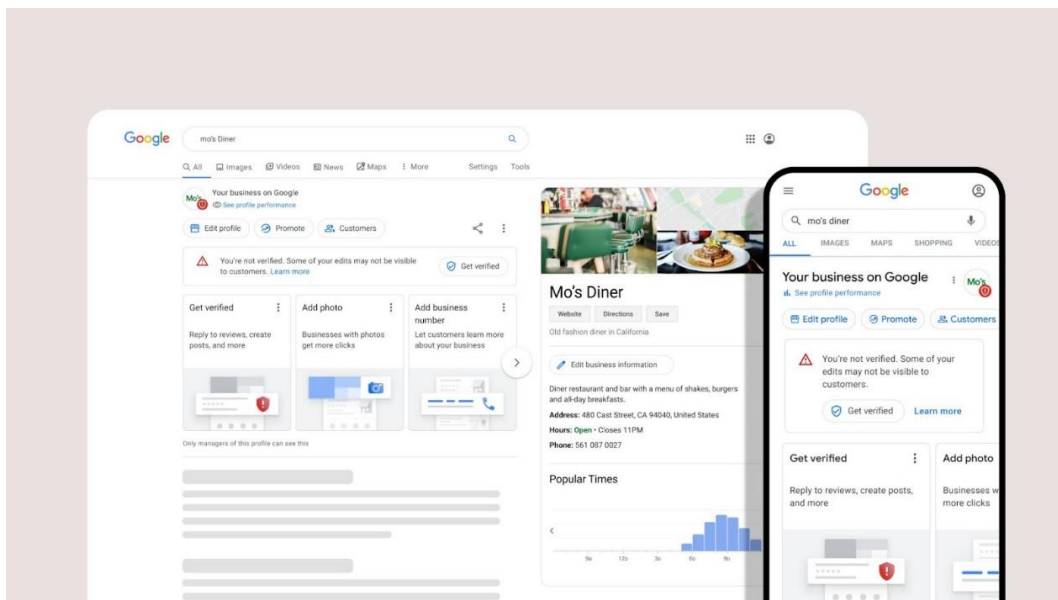 Google
mo's Diner
All
Images
Videos
News
Maps
More
Settings
Tools
Mo's
Your business on Google
See profile performance
Edit profile
Promote
Customers
You're not verified. Some of your edits may not be visible
to customers. Learn more
Get verified
Get verified
Reply to reviews, create
posts, and more
Add photo
Businesses with photos
get more clicks
Add business
number
Let customers learn more
about your business
Only managers of this profile can see this
Mo's Diner
Website
Directions
Save
Old fashion diner in California
Edit business information
Diner restaurant and bar with a menu of shakes, burgers
and all-day breakfasts.
Address: 480 Cast Street, CA 94040, United States
Hours: Open · Closes 11PM
Phone: 561 087 0027
Popular Times
12p
Google
mo's diner
ALL
IMAGES
MAPS
SHOPPING
VIDEOS
Your business on Google
See profile performance
Mo's
Edit profile
Promote
Customers
You're not verified. Some of your
edits may not be visible to
customers.
Get verified
Learn more
Get verified
Reply to reviews, create posts,
and more
Add photo
Businesses w
more clicks